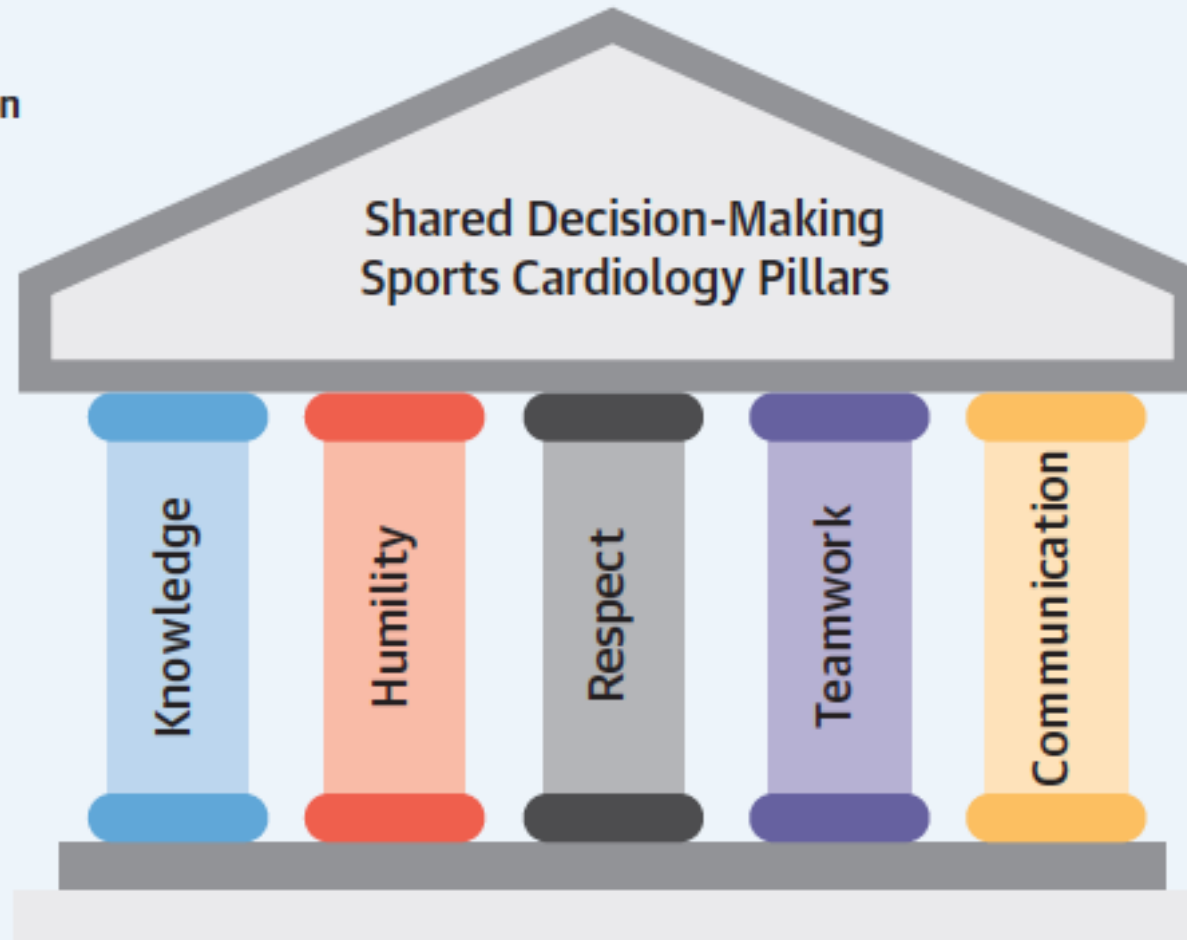 n
Shared Decision-Making
Sports Cardiology Pillars
Knowledge
Humility
Respect
Teamwork
Communication